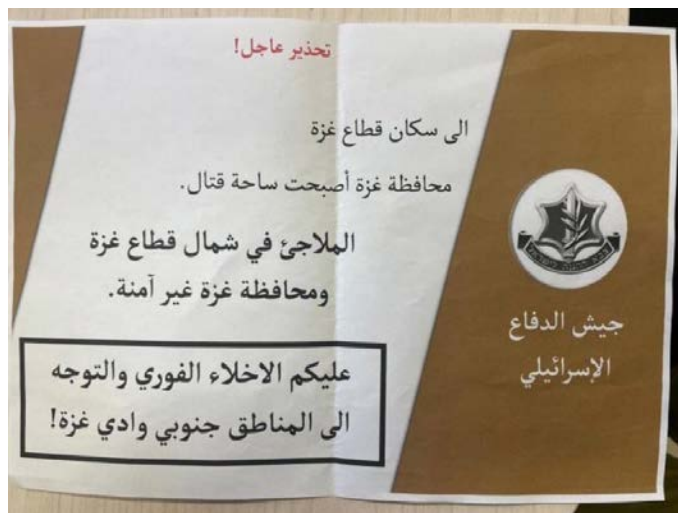 تحذير عاجل!
الى سكان قطاع غزة
محافظة غزة أصبحت ساحة قتال.
الملاجئ في شمال قطاع غزة
ومحافظة غزة غير آمنة.
عليكم الاخلاء الفوري والتوجه
الى المناطق جنوبي وادي غزة!
جيش الدفاع
الإسرائيلي